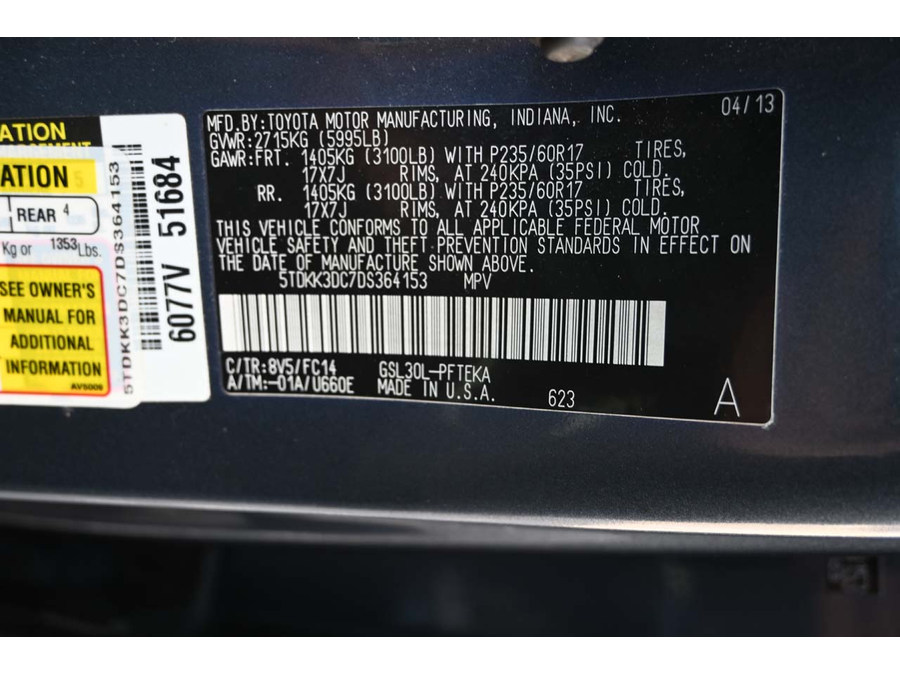 MFD.BY:TOYOTA MOTOR MANUFACTURING, INDIANA, INC. 04/13
GVWR:2715KG (5995LB)
GAWR:FRT. 1405KG (3100LB) WITH P235/60R17 TIRES,
17X7J RIMS, AT 240KPA (35PSI) COLD.
RR. 1405KG (3100LB) WITH P235/60R17 TIRES,
17X7J RIMS, AT 240KPA (35PSI) COLD.
THIS VEHICLE CONFORMS TO ALL APPLICABLE FEDERAL MOTOR
VEHICLE SAFETY AND THEFT PREVENTION STANDARDS IN EFFECT ON
THE DATE OF MANUFACTURE SHOWN ABOVE.
5TDKK3DC7DS364153 MPV
C/TR:8V5/FC14 GSL30L-PFTEKA
A/TM:-01A/U660E MADE IN U.S.A. 623 A
ATION
ATION 5
REAR 4
Kg or 1353 Lbs.
SEE OWNER'S
MANUAL FOR
ADDITIONAL
INFORMATION
AV5009
5TDKK3DC7DS364153
6077V 51684